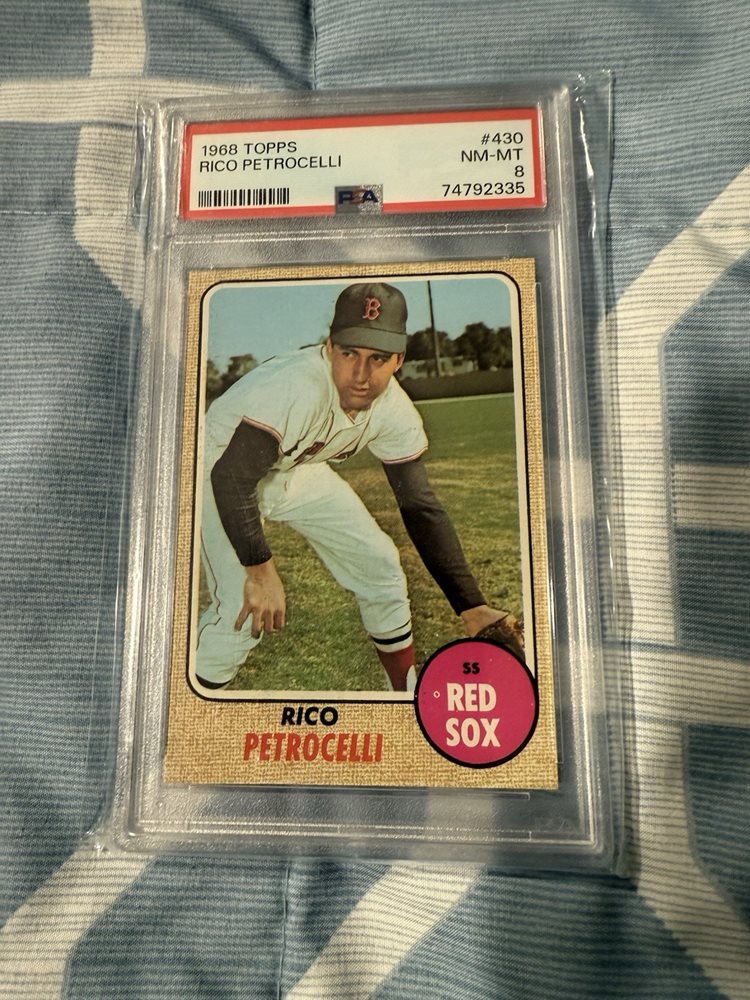 1968 TOPPS #430
RICO PETROCELLI NM-MT
8
PSA 74792335
B
SS
RED
SOX
RICO
PETROCELLI